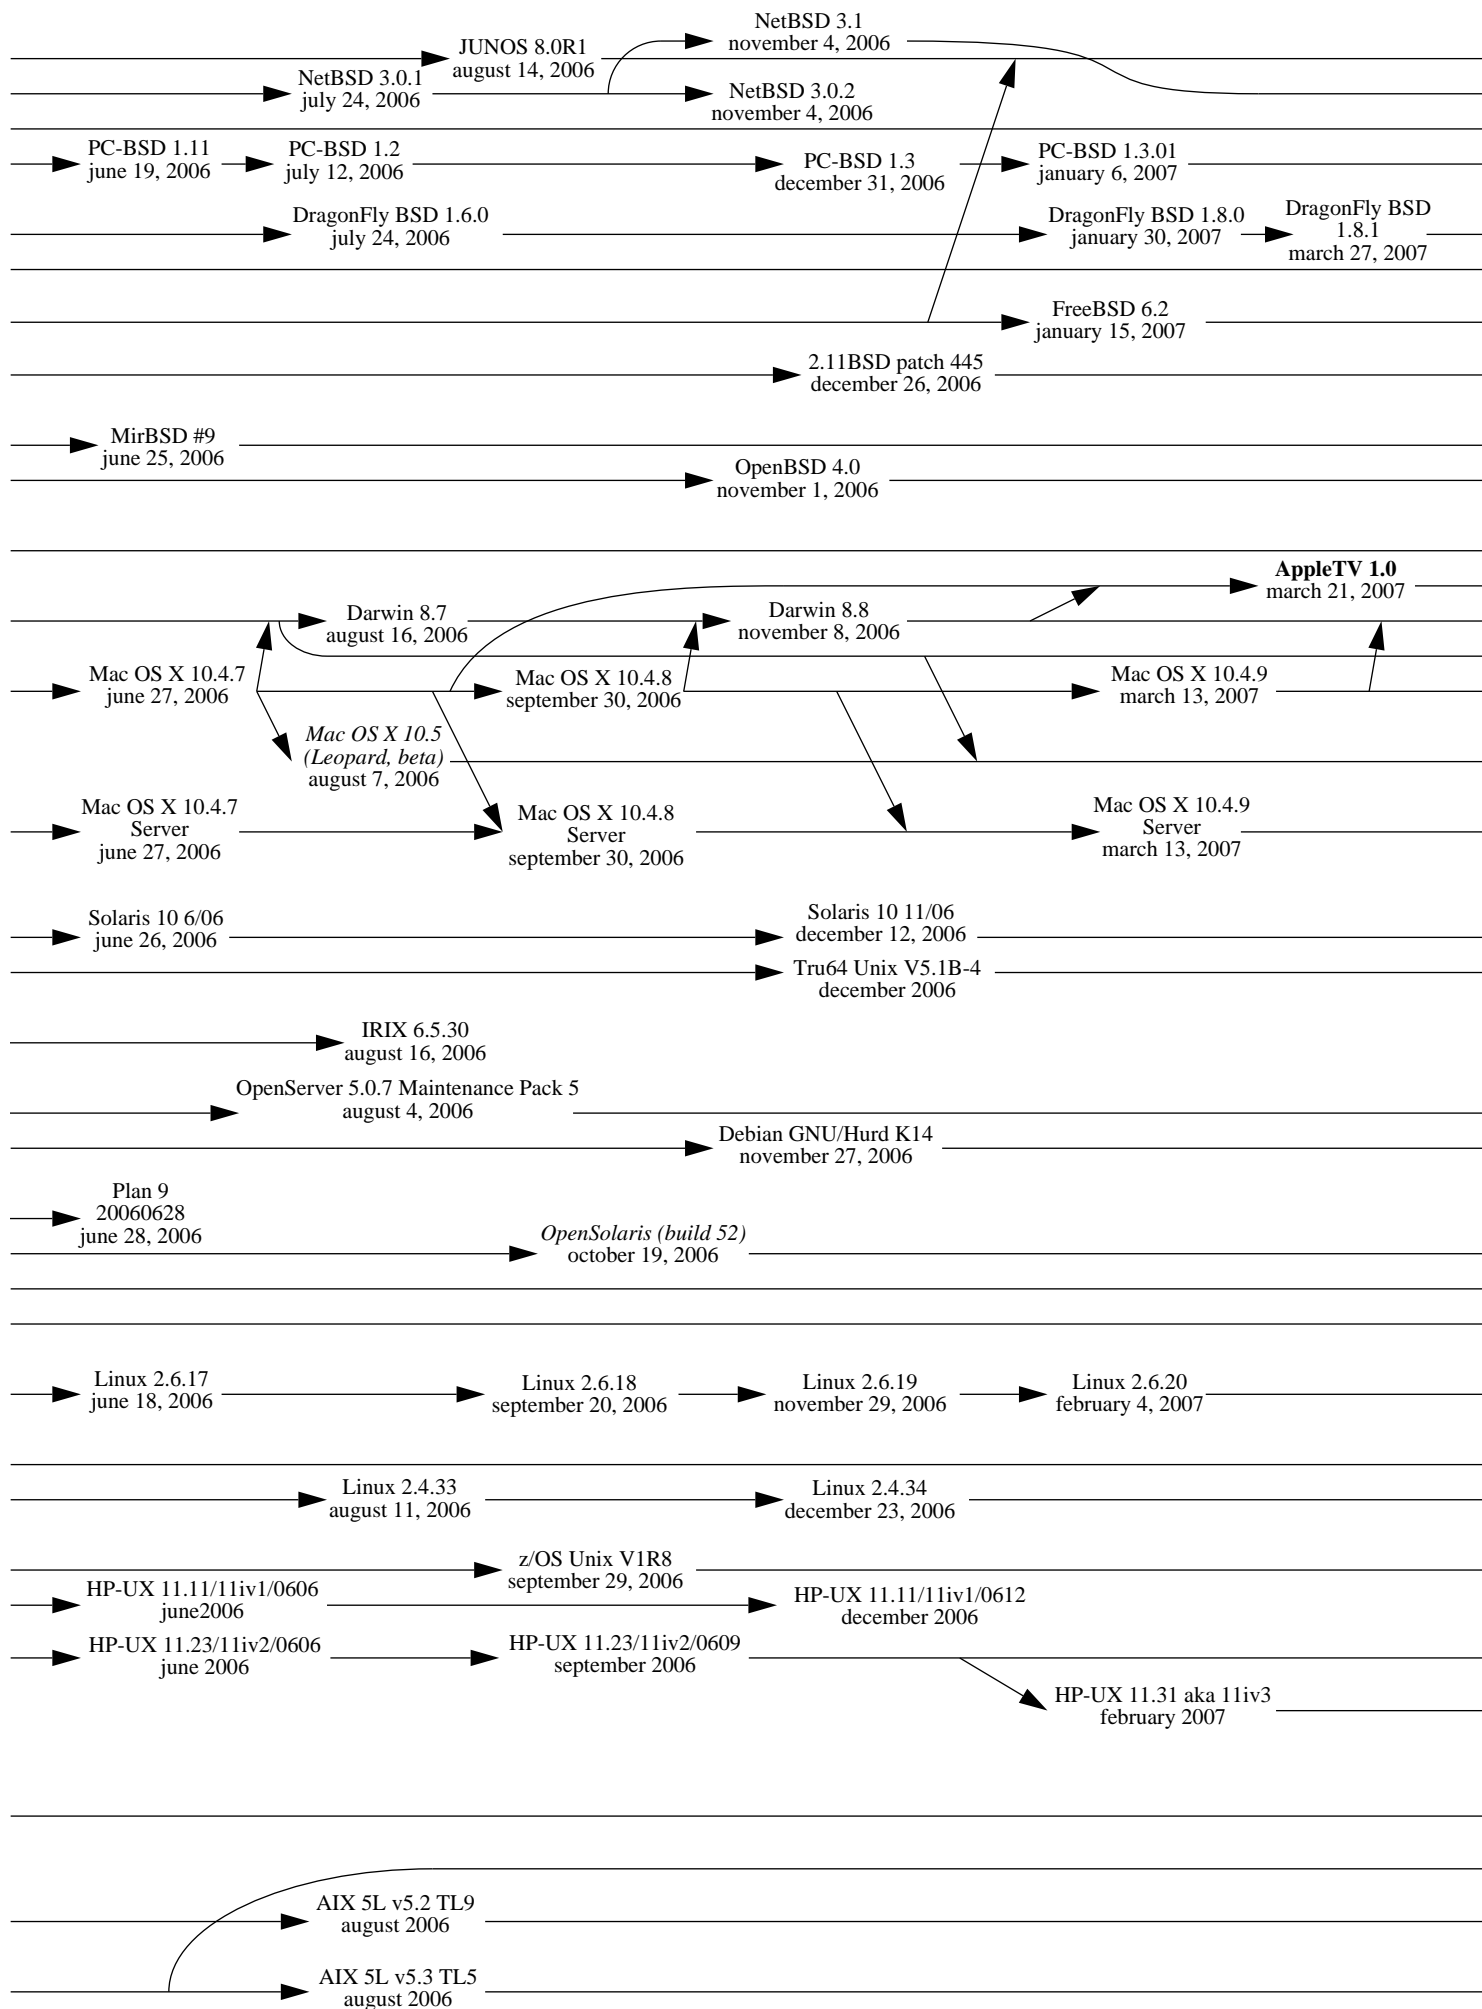 NetBSD 3.1
november 4, 2006
JUNOS 8.0R1
august 14, 2006
NetBSD 3.0.1
july 24, 2006
NetBSD 3.0.2
november 4, 2006
PC-BSD 1.11
june 19, 2006
PC-BSD 1.2
july 12, 2006
PC-BSD 1.3
december 31, 2006
PC-BSD 1.3.01
january 6, 2007
DragonFly BSD 1.6.0
july 24, 2006
DragonFly BSD 1.8.0
january 30, 2007
DragonFly BSD
1.8.1
march 27, 2007
FreeBSD 6.2
january 15, 2007
2.11BSD patch 445
december 26, 2006
MirBSD #9
june 25, 2006
OpenBSD 4.0
november 1, 2006
AppleTV 1.0
march 21, 2007
Darwin 8.7
august 16, 2006
Darwin 8.8
november 8, 2006
Mac OS X 10.4.7
june 27, 2006
Mac OS X 10.4.8
september 30, 2006
Mac OS X 10.4.9
march 13, 2007
Mac OS X 10.5
(Leopard, beta)
august 7, 2006
Mac OS X 10.4.7
Server
june 27, 2006
Mac OS X 10.4.8
Server
september 30, 2006
Mac OS X 10.4.9
Server
march 13, 2007
Solaris 10 6/06
june 26, 2006
Solaris 10 11/06
december 12, 2006
Tru64 Unix V5.1B-4
december 2006
IRIX 6.5.30
august 16, 2006
OpenServer 5.0.7 Maintenance Pack 5
august 4, 2006
Debian GNU/Hurd K14
november 27, 2006
Plan 9
20060628
june 28, 2006
OpenSolaris (build 52)
october 19, 2006
Linux 2.6.17
june 18, 2006
Linux 2.6.18
september 20, 2006
Linux 2.6.19
november 29, 2006
Linux 2.6.20
february 4, 2007
Linux 2.4.33
august 11, 2006
Linux 2.4.34
december 23, 2006
z/OS Unix V1R8
september 29, 2006
HP-UX 11.11/11iv1/0606
june2006
HP-UX 11.11/11iv1/0612
december 2006
HP-UX 11.23/11iv2/0606
june 2006
HP-UX 11.23/11iv2/0609
september 2006
HP-UX 11.31 aka 11iv3
february 2007
AIX 5L v5.2 TL9
august 2006
AIX 5L v5.3 TL5
august 2006